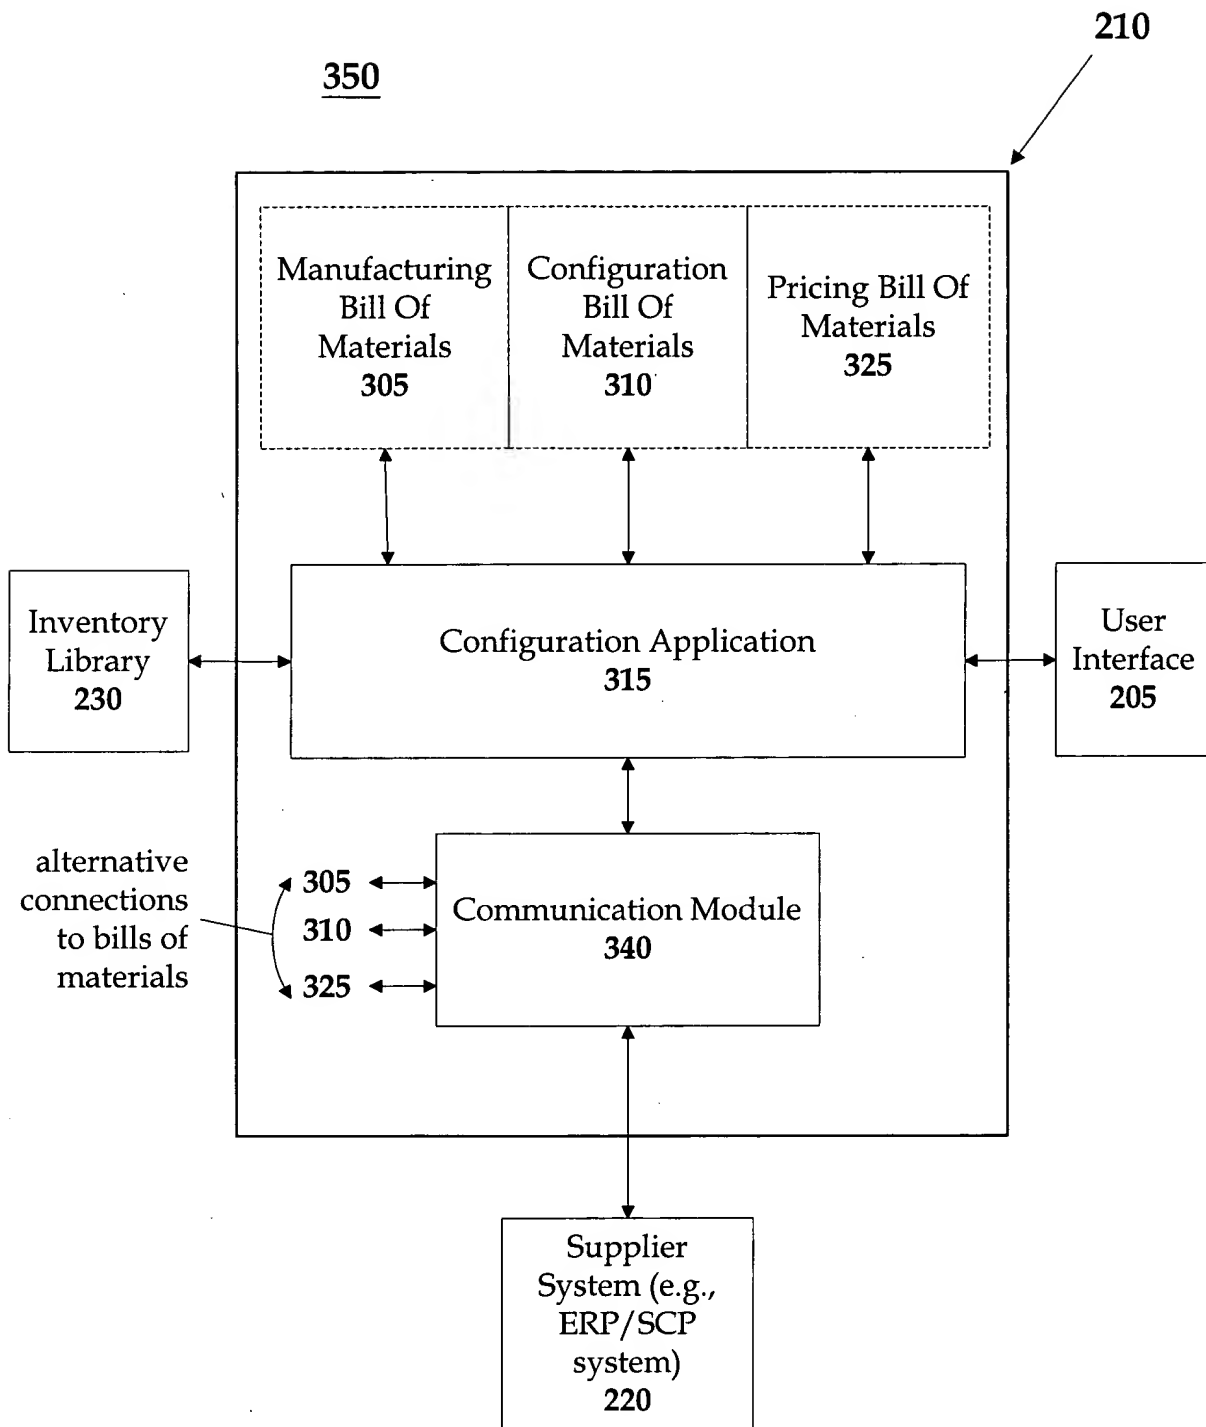 210
350
Manufacturing
Bill Of
Materials
305
Configuration
Bill Of
Materials
310
Pricing Bill Of
Materials
325
Inventory
Library
230
Configuration Application
315
User
Interface
205
alternative
connections
to bills of
materials
305
310
325
Communication Module
340
Supplier
System (e.g.,
ERP/SCP
system)
220